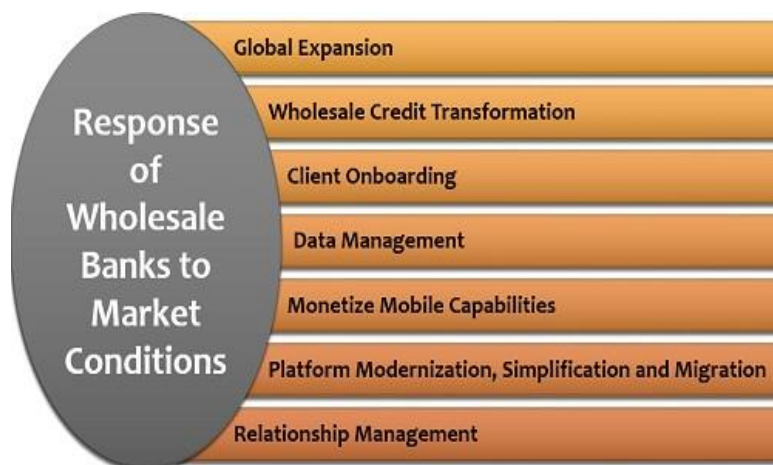 Response
of
Wholesale
Banks to
Market
Conditions
Global Expansion
Wholesale Credit Transformation
Client Onboarding
Data Management
Monetize Mobile Capabilities
Platform Modernization, Simplification and Migration
Relationship Management